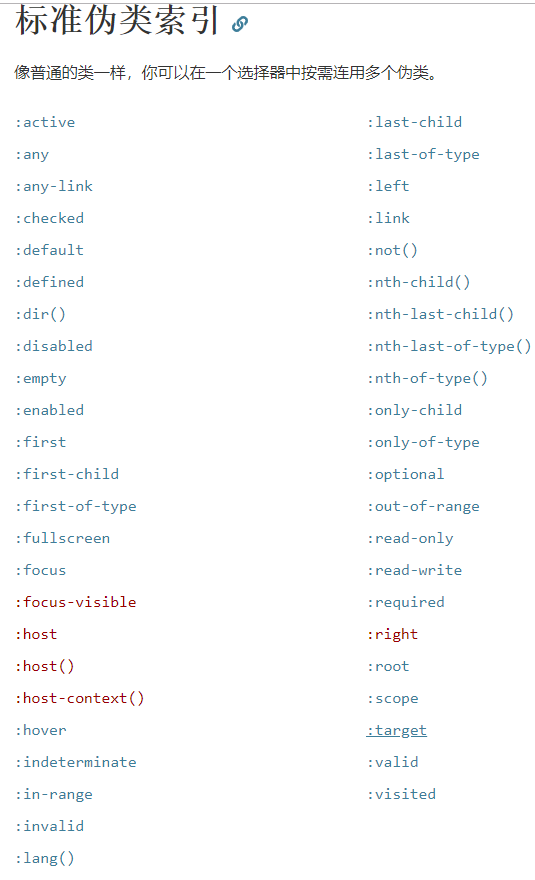 标准伪类索引
像普通的类一样，你可以在一个选择器中按需连用多个伪类。
:active
:any
:any-link
:checked
:default
:defined
:dir()
:disabled
:empty
:enabled
:first
:first-child
:first-of-type
:fullscreen
:focus
:focus-visible
:host
:host()
:host-context()
:hover
:indeterminate
:in-range
:invalid
:lang()
:last-child
:last-of-type
:left
:link
:not()
:nth-child()
:nth-last-child()
:nth-last-of-type()
:nth-of-type()
:only-child
:only-of-type
:optional
:out-of-range
:read-only
:read-write
:required
:right
:root
:scope
:target
:valid
:visited